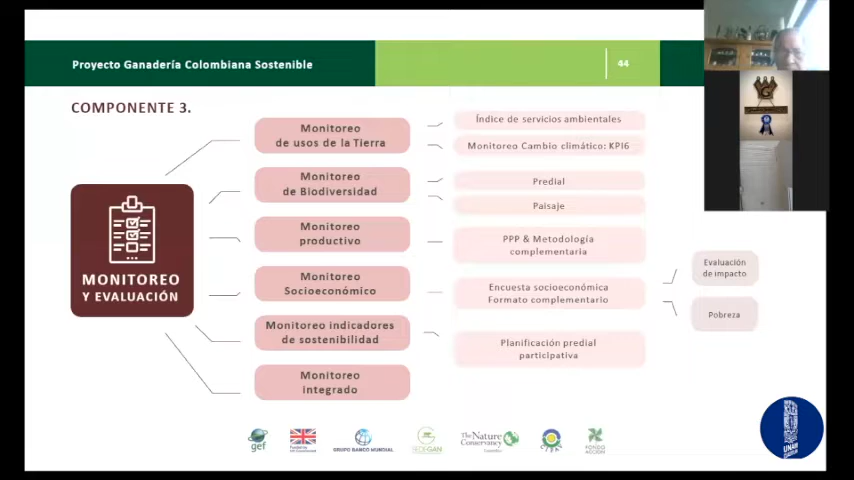 Proyecto Ganadería Colombiana Sostenible
44
COMPONENTE 3.
MONITOREO
Y EVALUACIÓN
Monitoreo
de usos de la Tierra
Índice de servicios ambientales
Monitoreo Cambio climático: KPI6
Monitoreo
de Biodiversidad
Predial
Paisaje
Monitoreo
productivo
PPP & Metodología
complementaria
Monitoreo
Socioeconómico
Encuesta socioeconómica
Formato complementario
Evaluación
de impacto
Pobreza
Monitoreo indicadores
de sostenibilidad
Planificación predial
participativa
Monitoreo
integrado
gef
GRUPO BANCO MUNDIAL
The Nature
Conservancy
FONDO
ACCIÓN
UNAM